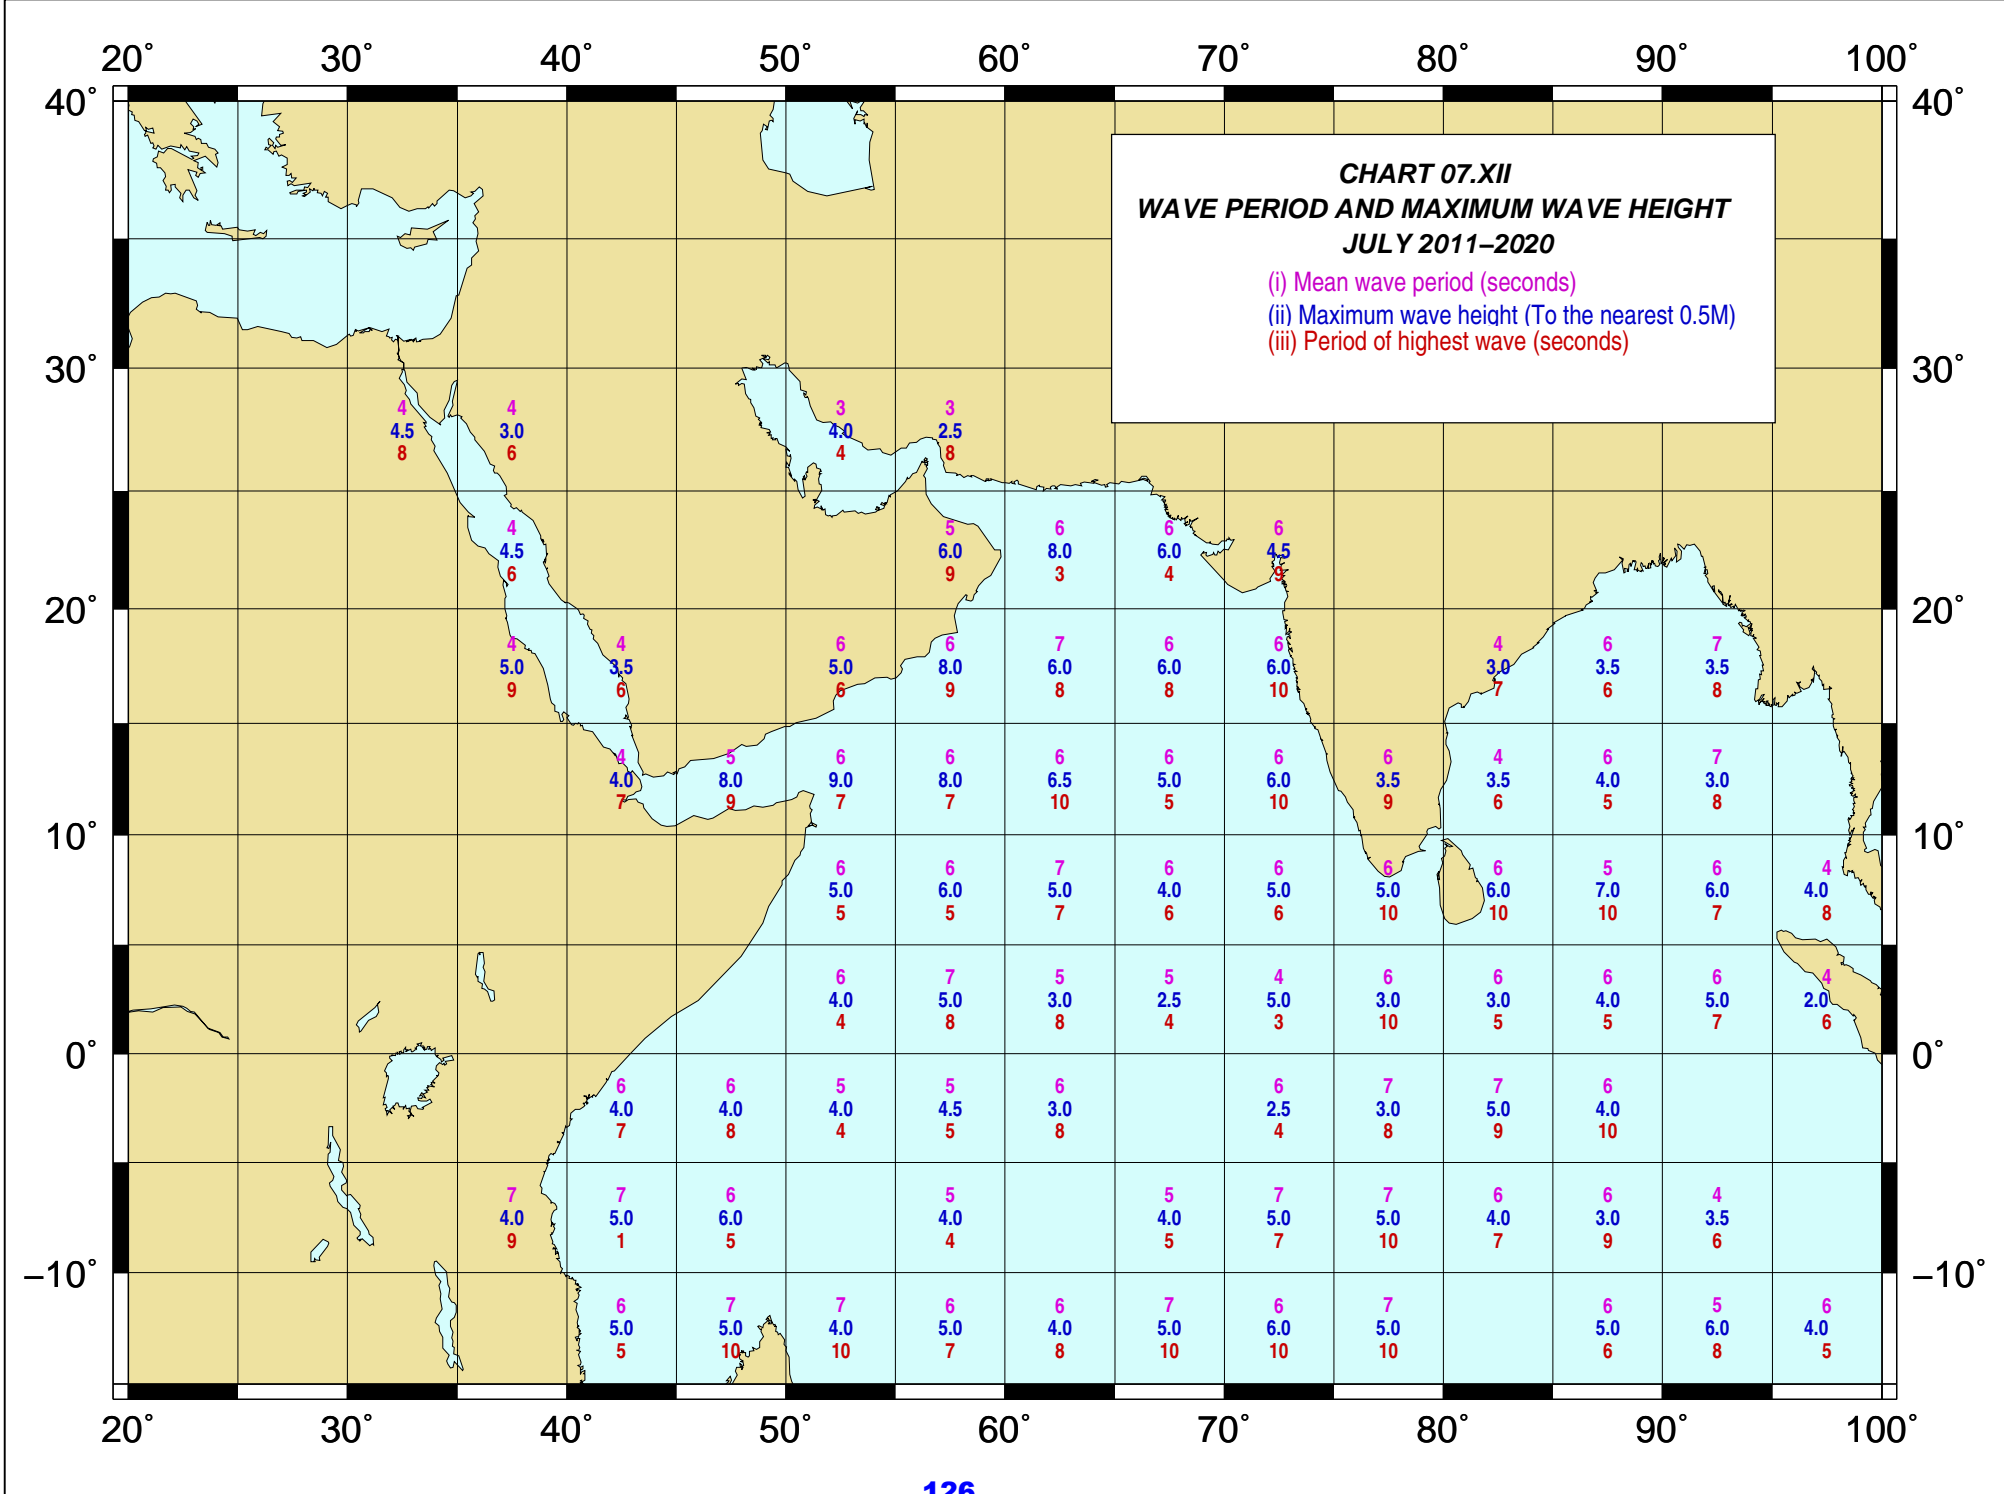 20˚ 30˚ 40˚ 50˚ 60˚ 70˚ 80˚ 90˚ 100˚
40˚ 40˚
CHART 07.XII
WAVE PERIOD AND MAXIMUM WAVE HEIGHT
JULY 2011–2020
(i) Mean wave period (seconds)
(ii) Maximum wave height (To the nearest 0.5M)
(iii) Period of highest wave (seconds)
30˚ 30˚
4 4 3 3
4.5 3.0 4.0 2.5
8 6 4 8
4 5 6 6 6
4.5 6.0 8.0 6.0 4.5
6 9 3 4 9
20˚ 20˚
4 4 6 6 7 6 6 4 6 7
5.0 3.5 5.0 8.0 6.0 6.0 6.0 3.0 3.5 3.5
9 6 6 9 8 8 10 7 6 8
4 5 6 6 6 6 6 6 4 6 7
4.0 8.0 9.0 8.0 6.5 5.0 6.0 3.5 3.5 4.0 3.0
7 9 7 7 10 5 10 9 6 5 8
10˚ 10˚
6 6 7 6 6 6 6 5 6 4
5.0 6.0 5.0 4.0 5.0 5.0 6.0 7.0 6.0 4.0
5 5 7 6 6 10 10 10 7 8
6 7 5 5 4 6 6 6 6 4
4.0 5.0 3.0 2.5 5.0 3.0 3.0 4.0 5.0 2.0
4 8 8 4 3 10 5 5 7 6
0˚ 0˚
6 6 5 5 6 6 7 7 6
4.0 4.0 4.0 4.5 3.0 2.5 3.0 5.0 4.0
7 8 4 5 8 4 8 9 10
7 7 6 5 5 7 7 6 6 4
4.0 5.0 6.0 4.0 4.0 5.0 5.0 4.0 3.0 3.5
9 1 5 4 5 7 10 7 9 6
–10˚ –10˚
6 7 7 6 6 7 6 7 6 5 6
5.0 5.0 4.0 5.0 4.0 5.0 6.0 5.0 5.0 6.0 4.0
5 10 10 7 8 10 10 10 6 8 5
20˚ 30˚ 40˚ 50˚ 60˚ 70˚ 80˚ 90˚ 100˚
126